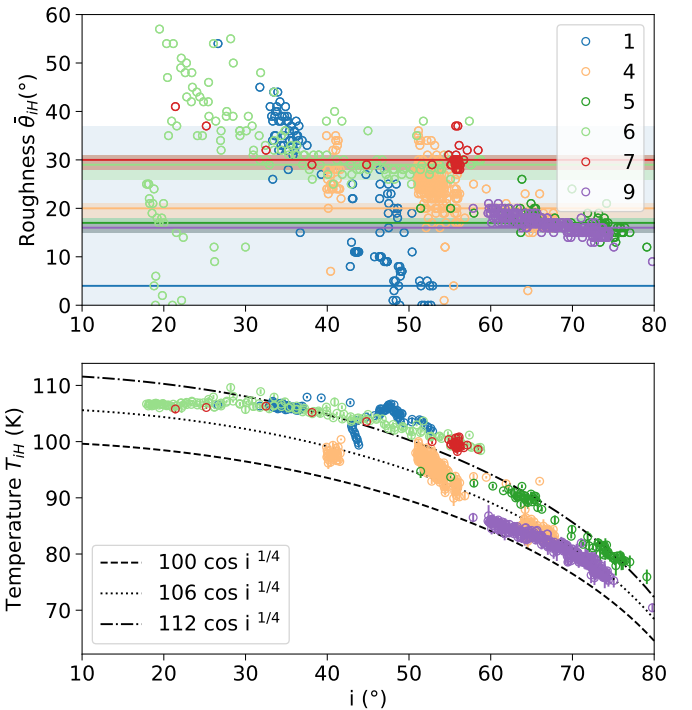 60
50
40
30
20
10
0
Roughness θ̄iH(°)
1
4
5
6
7
9
10 20 30 40 50 60 70 80
110
100
90
80
70
Temperature TiH (K)
100 cos i 1/4
106 cos i 1/4
112 cos i 1/4
10 20 30 40 50 60 70 80
i (°)